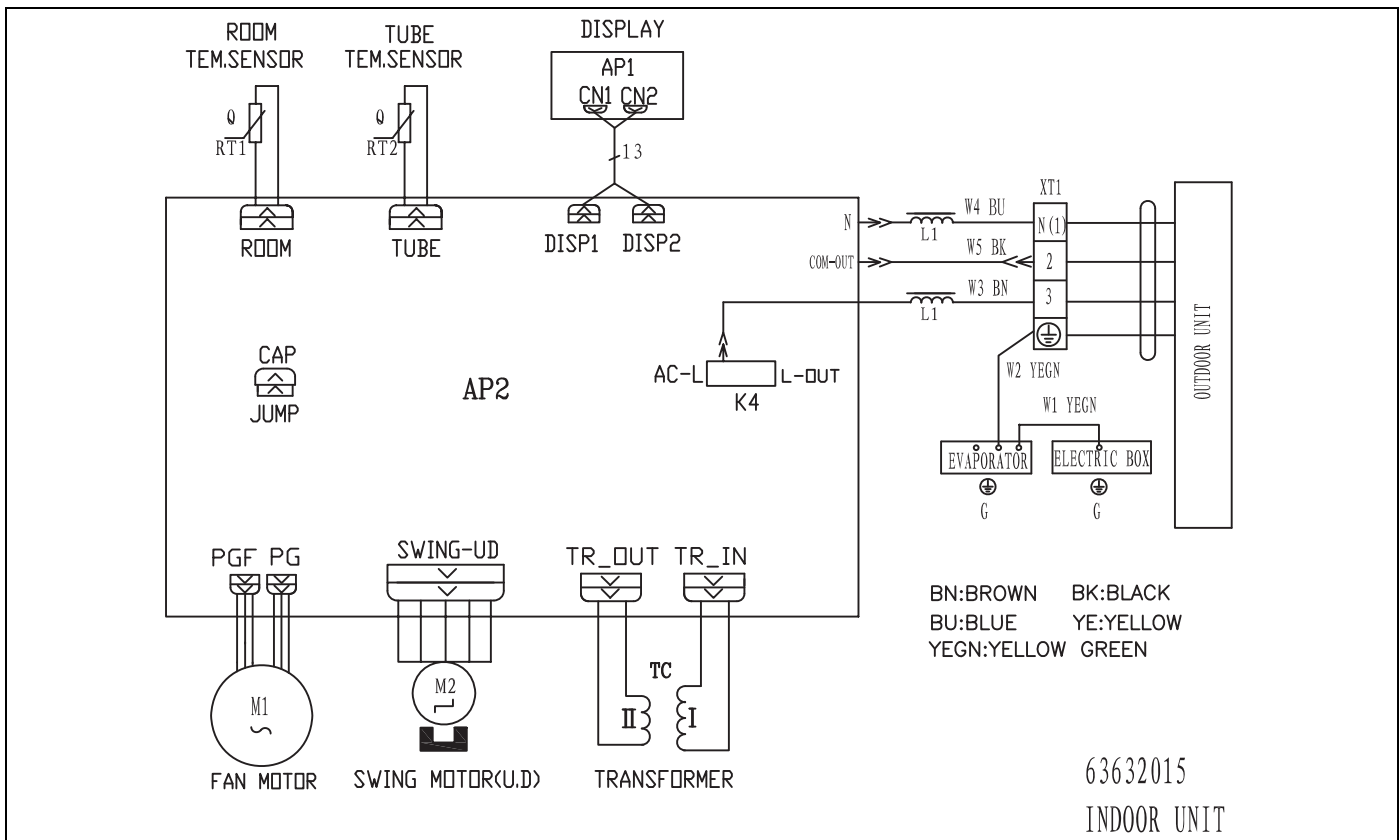 ROOM
TEM.SENSOR
TUBE
TEM.SENSOR
DISPLAY
AP1
CN1 CN2
θ
RT1
θ
RT2
13
ROOM
TUBE
DISP1
DISP2
N
COM-OUT
L1
W4 BU
W5 BK
W3 BN
L1
XT1
N(1)
2
3
OUTDOOR UNIT
CAP
JUMP
AP2
AC-L
L-OUT
K4
W2 YEGN
W1 YEGN
EVAPORATOR
ELECTRIC BOX
G
G
PGF PG
SWING-UD
TR_OUT
TR_IN
M1
M2
TC
II
I
FAN MOTOR
SWING MOTOR(U.D)
TRANSFORMER
BN:BROWN BK:BLACK
BU:BLUE YE:YELLOW
YEGN:YELLOW GREEN
63632015
INDOOR UNIT